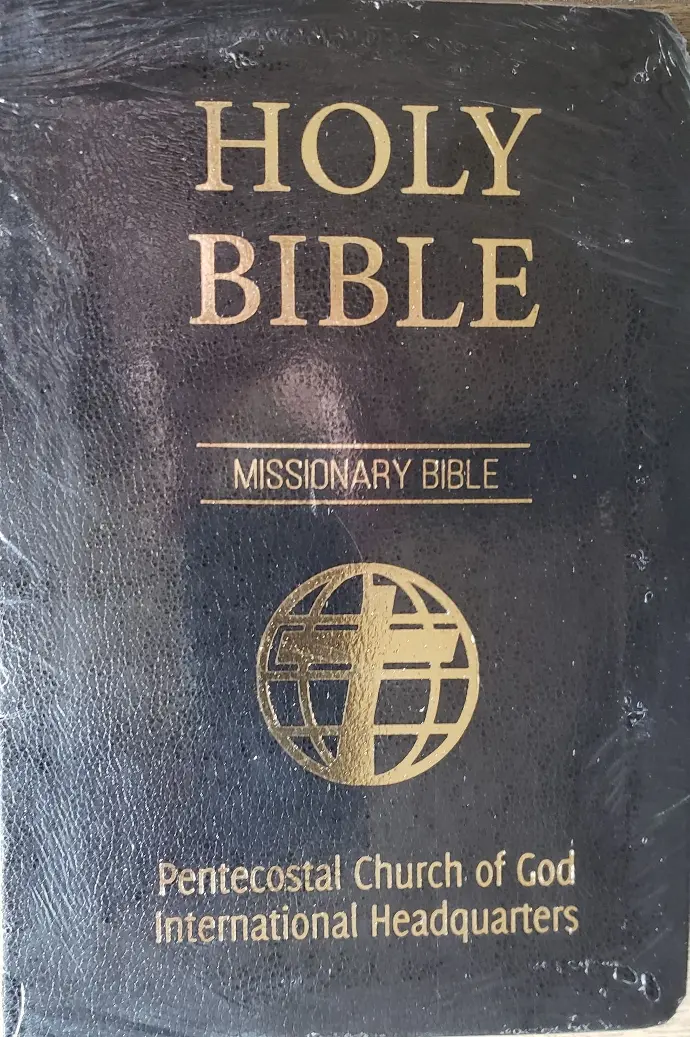 HOLY
BIBLE
MISSIONARY BIBLE
Pentecostal Church of God
International Headquarters